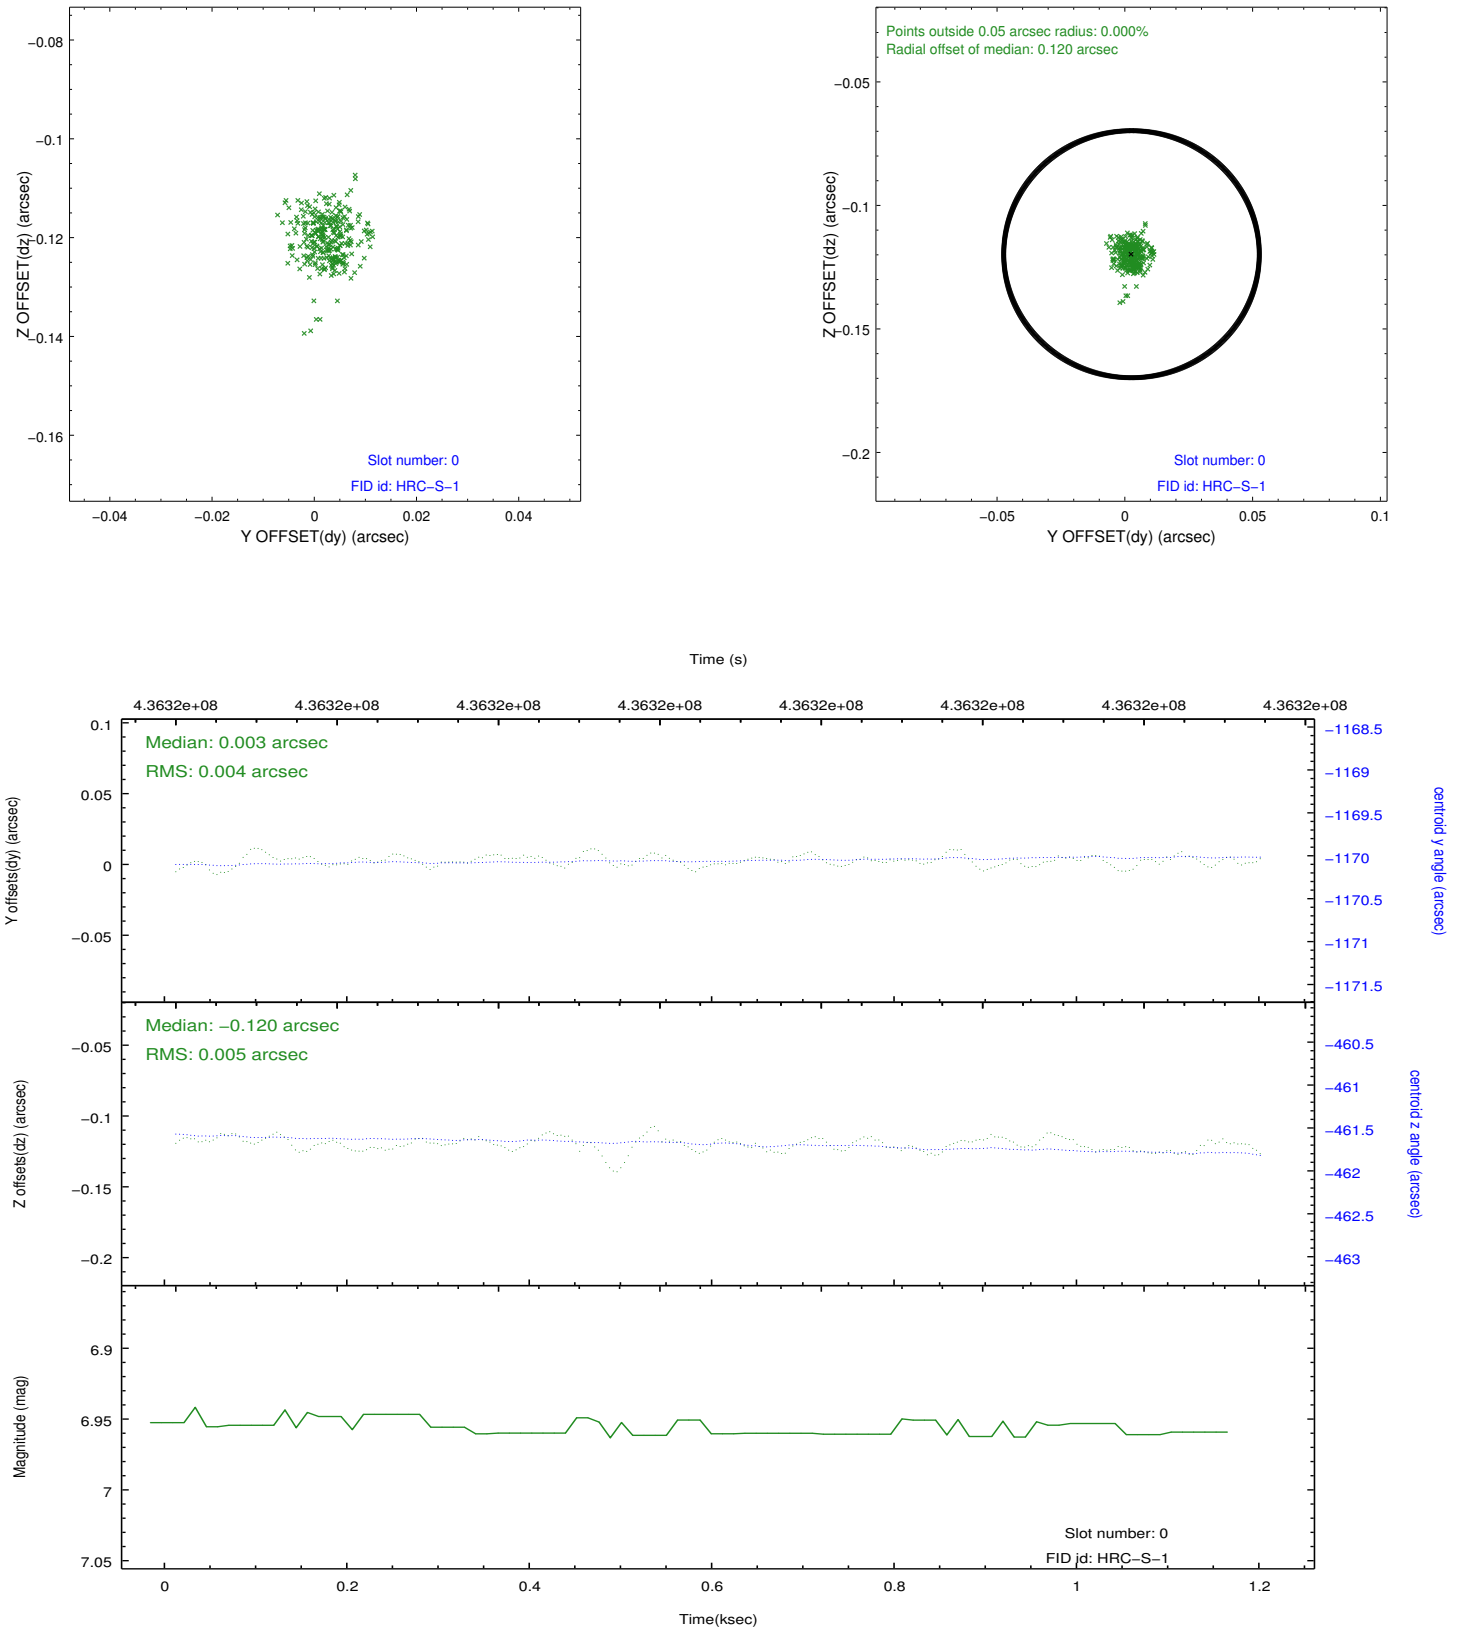 −0.08
−0.1
−0.12
−0.14
−0.16
Z OFFSET(dz) (arcsec)
Slot number: 0
FID id: HRC−S−1
−0.04
−0.02
0
0.02
0.04
Y OFFSET(dy) (arcsec)
Points outside 0.05 arcsec radius: 0.000%
Radial offset of median: 0.120 arcsec
−0.05
−0.1
−0.15
−0.2
Z OFFSET(dz) (arcsec)
Slot number: 0
FID id: HRC−S−1
−0.05
0
0.05
0.1
Y OFFSET(dy) (arcsec)
Time (s)
4.3632e+08 4.3632e+08 4.3632e+08 4.3632e+08 4.3632e+08 4.3632e+08 4.3632e+08 4.3632e+08
Median: 0.003 arcsec
RMS: 0.004 arcsec
0.1
0.05
0
−0.05
Y offsets(dy) (arcsec)
−1168.5
−1169
−1169.5
−1170
−1170.5
−1171
−1171.5
centroid y angle (arcsec)
Median: −0.120 arcsec
RMS: 0.005 arcsec
−0.05
−0.1
−0.15
−0.2
Z offsets(dz) (arcsec)
−460.5
−461
−461.5
−462
−462.5
−463
centroid z angle (arcsec)
6.9
6.95
7
7.05
Magnitude (mag)
Slot number: 0
FID id: HRC−S−1
0 0.2 0.4 0.6 0.8 1 1.2
Time(ksec)